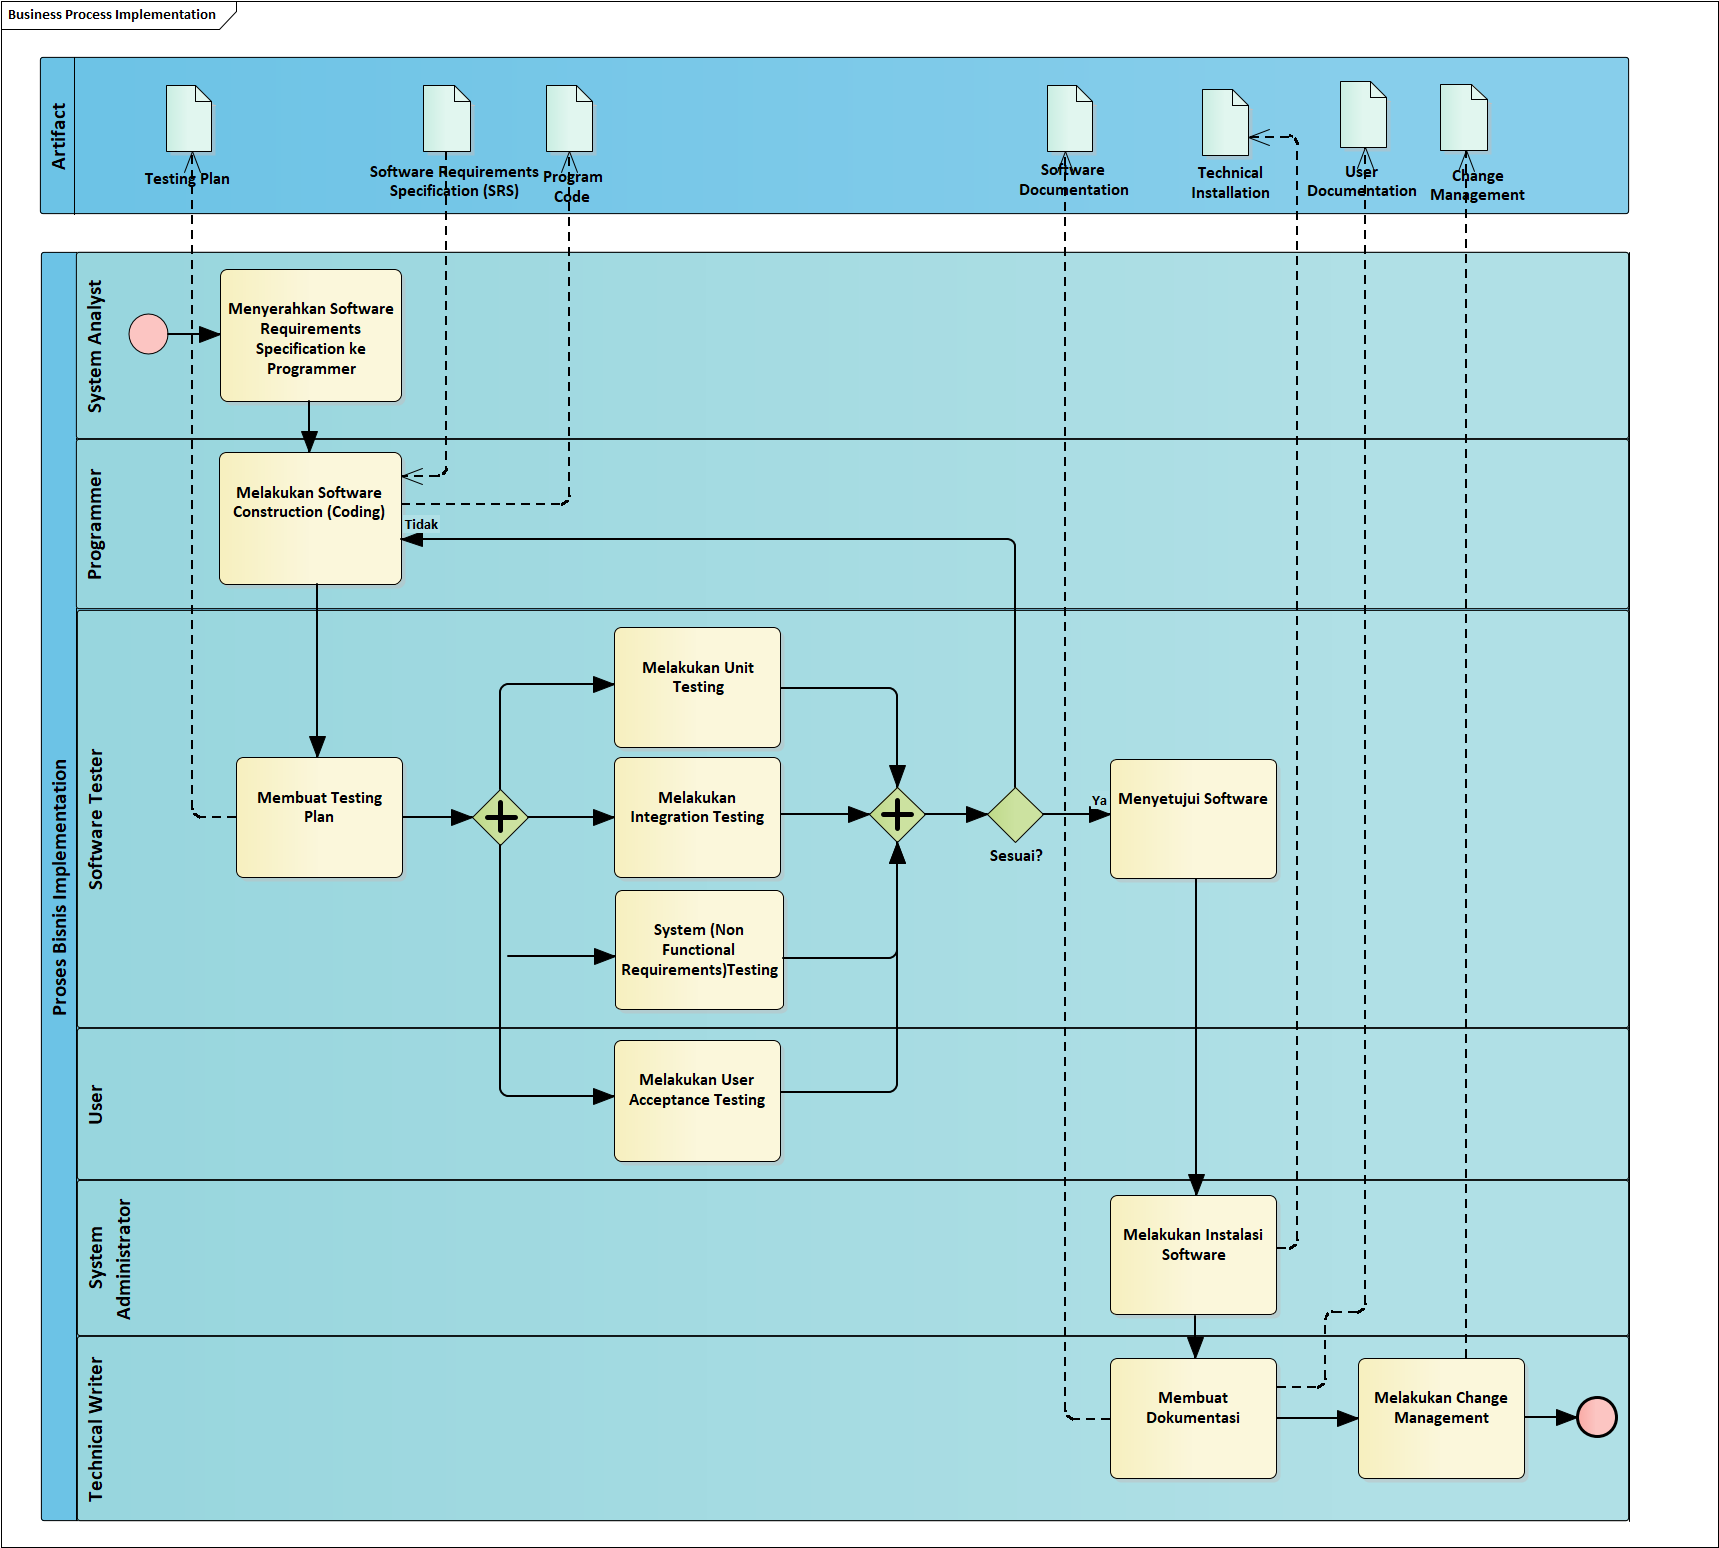 Business Process Implementation
Artifact
Testing Plan
Software Requirements
Specification (SRS)
Program
Code
Software
Documentation
Technical
Installation
User
Documentation
Change
Management
Proses Bisnis Implementation
System Analyst
Menyerahkan Software
Requirements
Specification ke
Programmer
Programmer
Melakukan Software
Construction (Coding)
Tidak
Software Tester
Membuat Testing
Plan
Melakukan Unit
Testing
Melakukan
Integration Testing
System (Non
Functional
Requirements)Testing
Sesuai?
Ya
Menyetujui Software
User
Melakukan User
Acceptance Testing
System
Administrator
Melakukan Instalasi
Software
Technical Writer
Membuat
Dokumentasi
Melakukan Change
Management